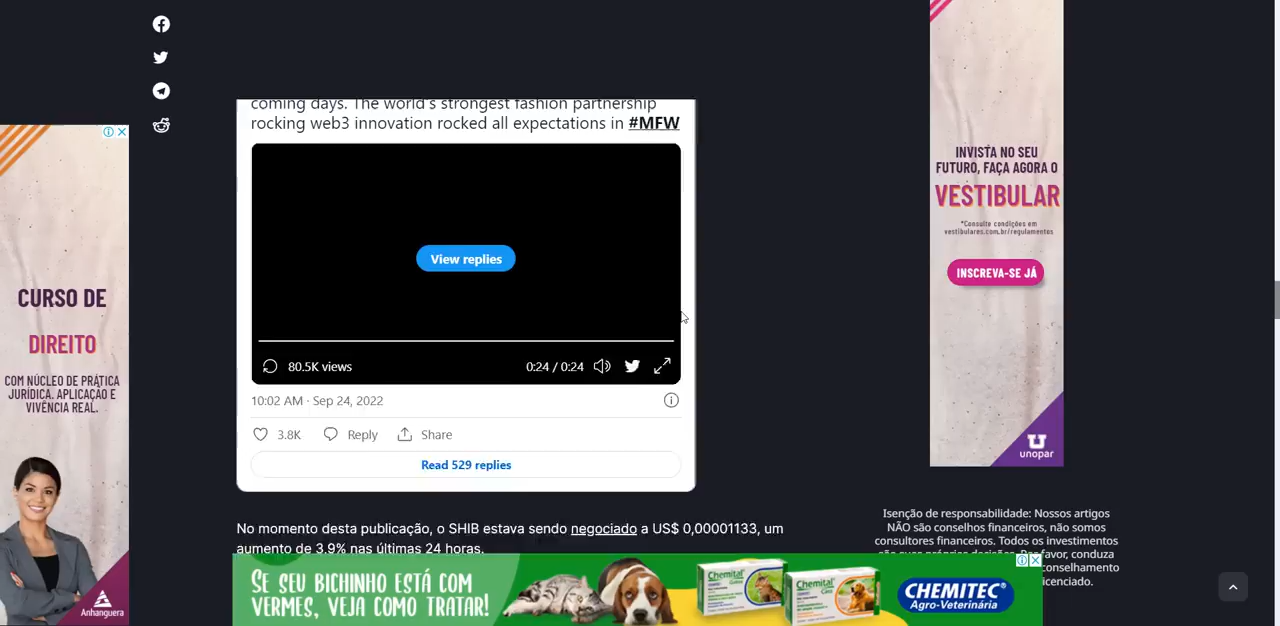 coming days. The world's strongest fashion partnership
rocking web3 innovation rocked all expectations in #MFW
View replies
80.5K views
0:24 / 0:24
10:02 AM · Sep 24, 2022
3.8K
Reply
Share
Read 529 replies
No momento desta publicação, o SHIB estava sendo negociado a US$ 0,00001133, um
aumento de 3,9% nas últimas 24 horas.
CURSO DE
DIREITO
COM NÚCLEO DE PRÁTICA
JURÍDICA. APLICAÇÃO E
VIVÊNCIA REAL.
Anhanguera
INVISTA NO SEU
FUTURO, FAÇA AGORA O
VESTIBULAR
*Consulte condições em
vestibulares.com.br/regulamentos
INSCREVA-SE JÁ
unopar
Isenção de responsabilidade: Nossos artigos
NÃO são conselhos financeiros, não somos
consultores financeiros. Todos os investimentos
favor, conduza
conselhamento
icenciado.
SE SEU BICHINHO ESTÁ COM
VERMES, VEJA COMO TRATAR!
Chemital
Chemital
CHEMITEC®
Agro-Veterinária